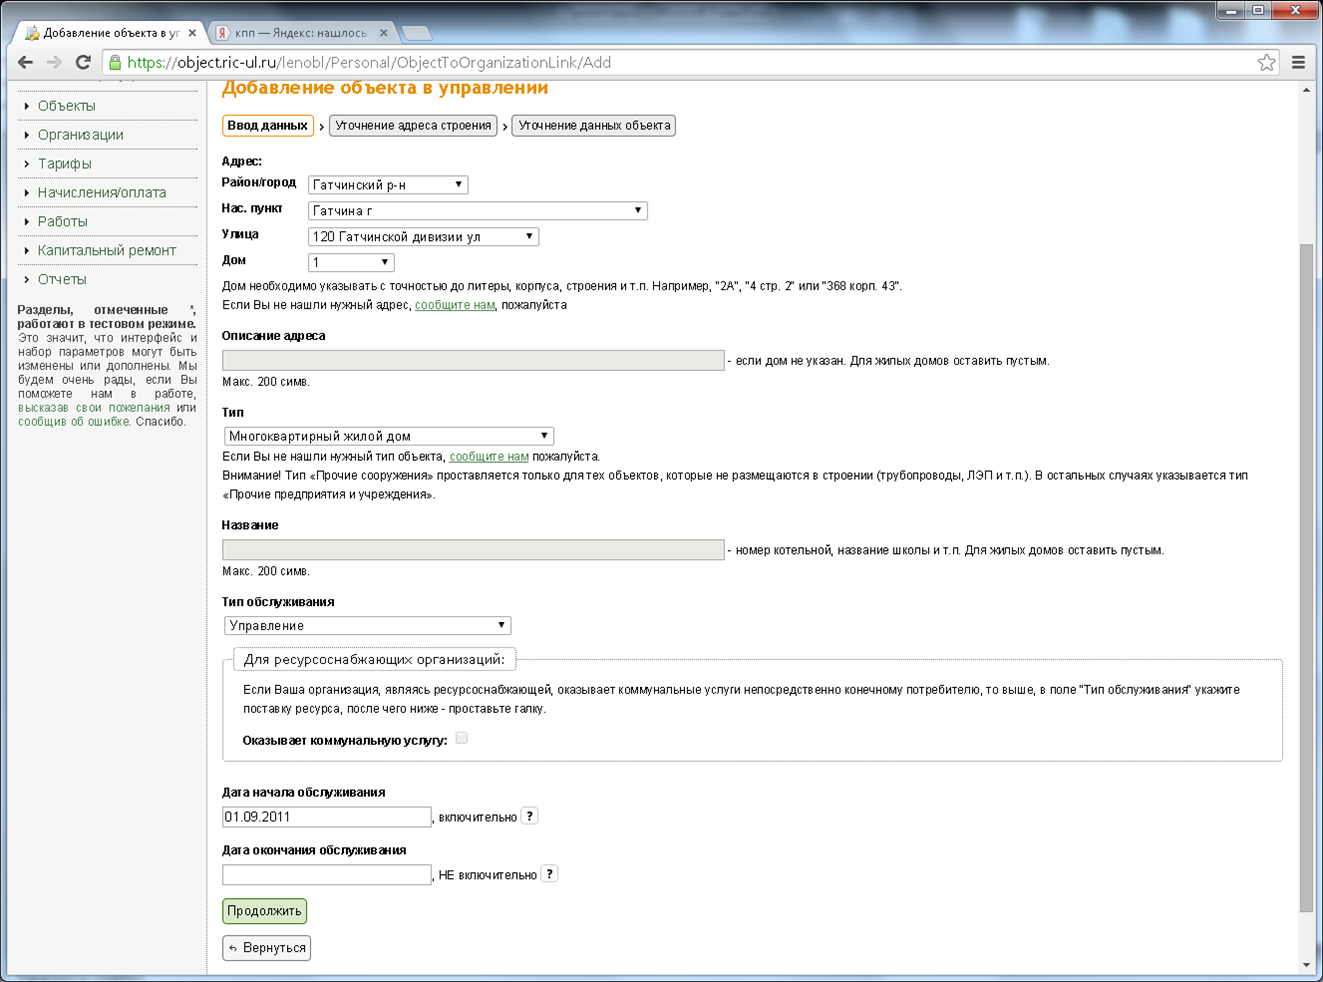 Добавление объекта в уг
кпп — Яндекс: нашлось
https://object.ric-ul.ru/lenobl/Personal/ObjectToOrganizationLink/Add
Объекты
Организации
Тарифы
Начисления/оплата
Работы
Капитальный ремонт
Отчеты
Разделы, отмеченные *,
работают в тестовом режиме.
Это значит, что интерфейс и
набор параметров могут быть
изменены или дополнены. Мы
будем очень рады, если Вы
поможете нам в работе,
высказав свои пожелания или
сообщив об ошибке. Спасибо.
Добавление объекта в управлении
Ввод данных › Уточнение адреса строения › Уточнение данных объекта
Адрес:
Район/город Гатчинский р-н
Нас. пункт Гатчина г
Улица 120 Гатчинской дивизии ул
Дом 1
Дом необходимо указывать с точностью до литеры, корпуса, строения и т.п. Например, "2А", "4 стр. 2" или "368 корп. 43".
Если Вы не нашли нужный адрес, сообщите нам, пожалуйста
Описание адреса
- если дом не указан. Для жилых домов оставить пустым.
Макс. 200 симв.
Тип
Многоквартирный жилой дом
Если Вы не нашли нужный тип объекта, сообщите нам пожалуйста.
Внимание! Тип «Прочие сооружения» проставляется только для тех объектов, которые не размещаются в строении (трубопроводы, ЛЭП и т.п.). В остальных случаях указывается тип
«Прочие предприятия и учреждения».
Название
- номер котельной, название школы и т.п. Для жилых домов оставить пустым.
Макс. 200 симв.
Тип обслуживания
Управление
Для ресурсоснабжающих организаций:
Если Ваша организация, являясь ресурсоснабжающей, оказывает коммунальные услуги непосредственно конечному потребителю, то выше, в поле "Тип обслуживания" укажите
поставку ресурса, после чего ниже - проставьте галку.
Оказывает коммунальную услугу:
Дата начала обслуживания
01.09.2011 , включительно ?
Дата окончания обслуживания
, НЕ включительно ?
Продолжить
Вернуться